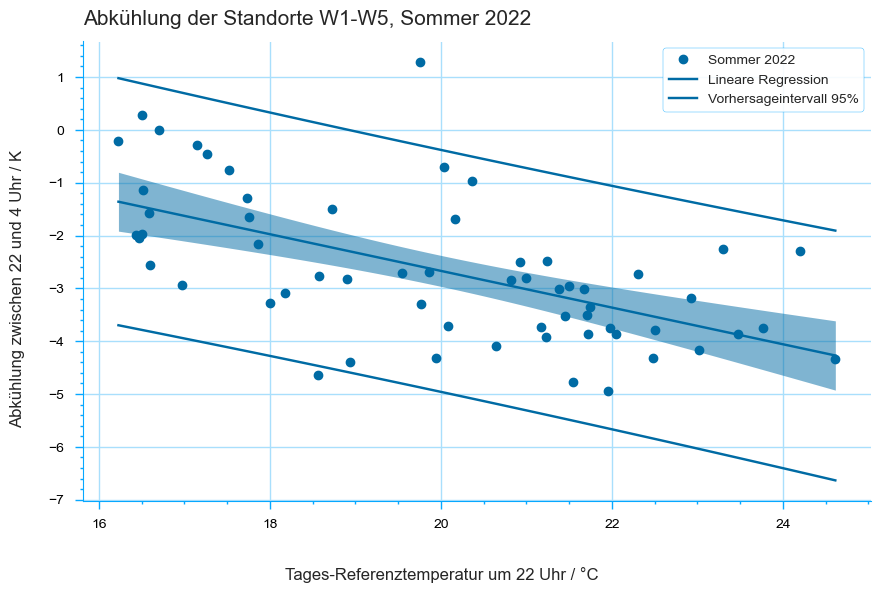 Abkühlung der Standorte W1-W5, Sommer 2022
Sommer 2022
Lineare Regression
Vorhersageintervall 95%
Abkühlung zwischen 22 und 4 Uhr / K
1
0
−1
−2
−3
−4
−5
−6
−7
16
18
20
22
24
Tages-Referenztemperatur um 22 Uhr / °C